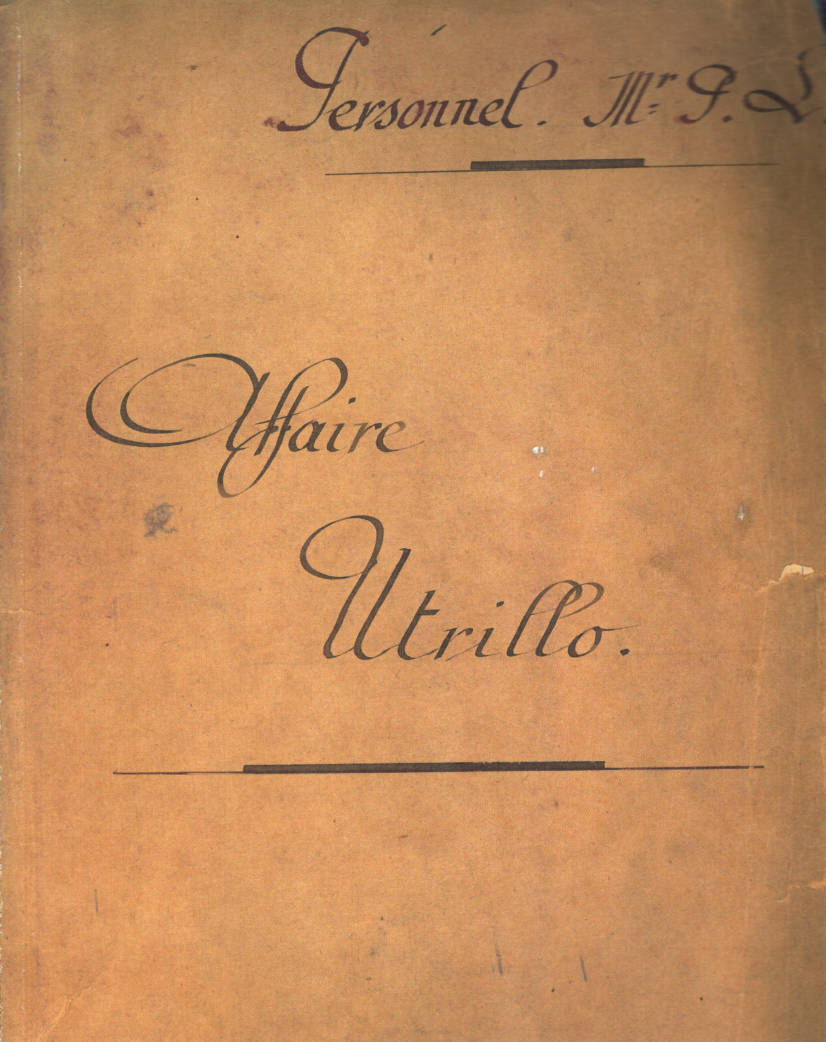 Personnel. Mr P. L
Affaire
Utrillo.